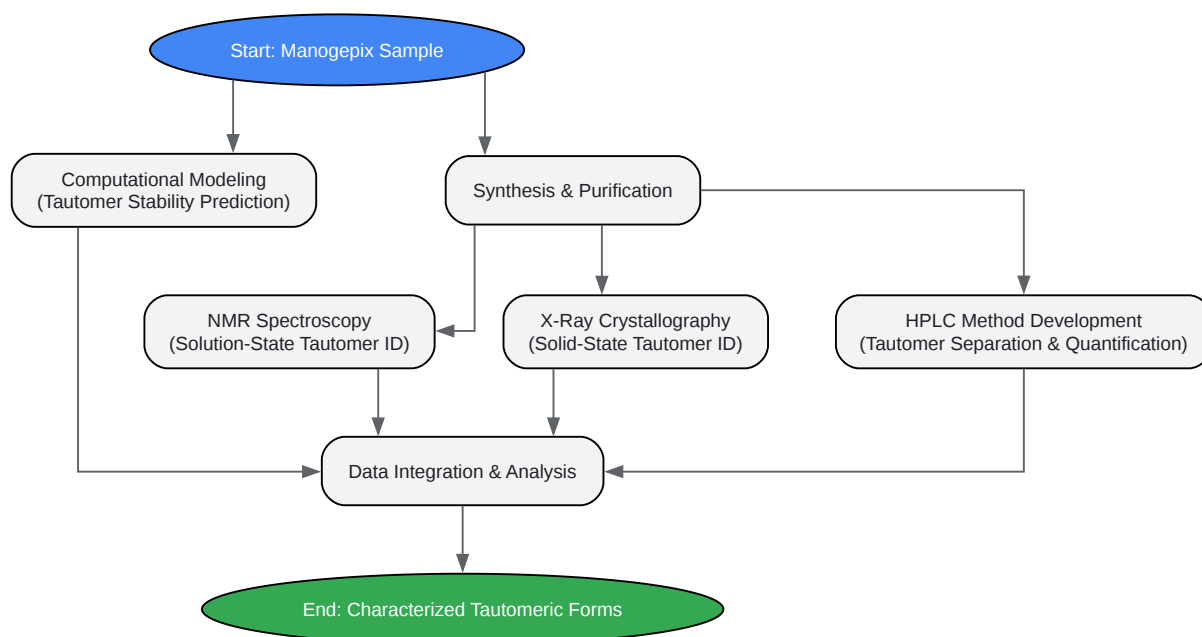 Start: Manogepix Sample
Computational Modeling
(Tautomer Stability Prediction)
Synthesis & Purification
NMR Spectroscopy
(Solution-State Tautomer ID)
X-Ray Crystallography
(Solid-State Tautomer ID)
HPLC Method Development
(Tautomer Separation & Quantification)
Data Integration & Analysis
End: Characterized Tautomeric Forms